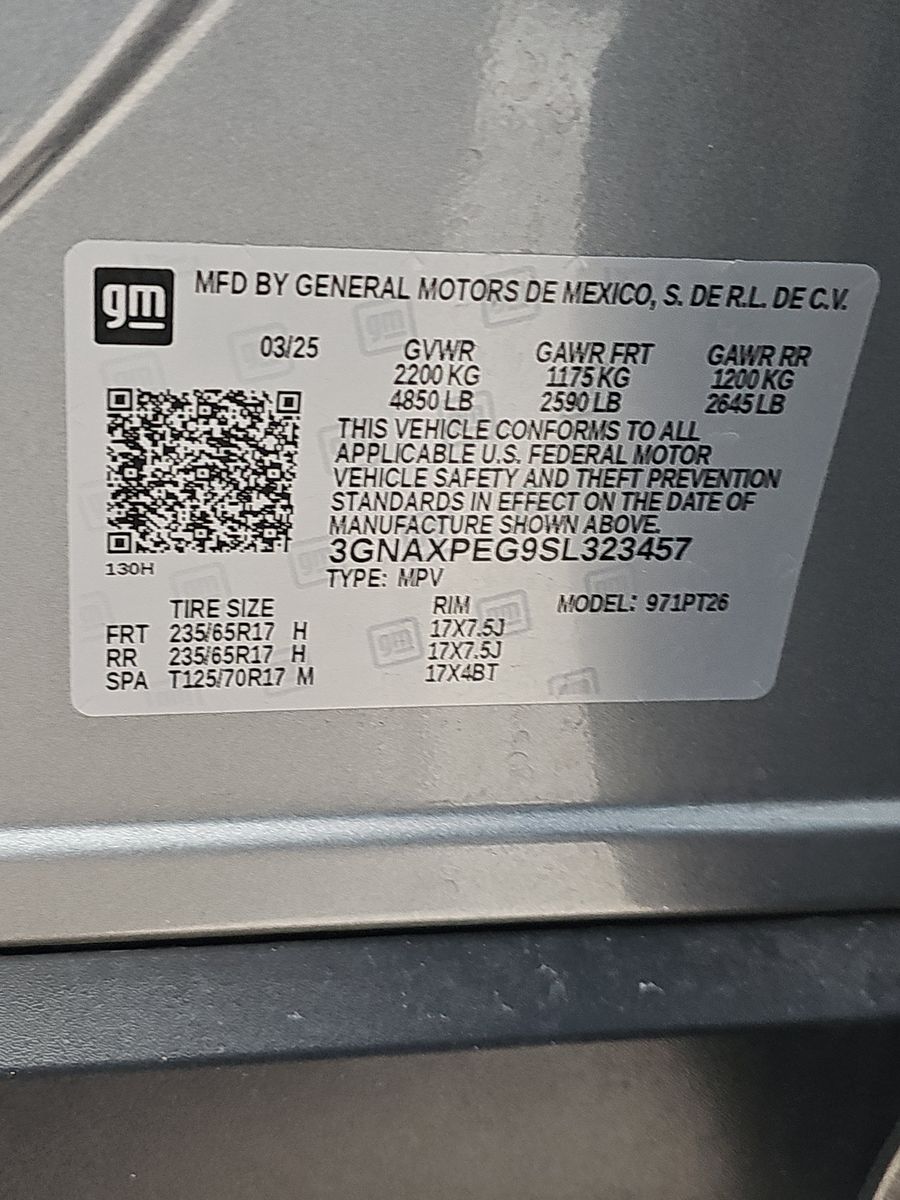 gm MFD BY GENERAL MOTORS DE MEXICO, S. DE R.L. DE C.V.
03/25 GVWR GAWR FRT GAWR RR
2200 KG 1175 KG 1200 KG
4850 LB 2590 LB 2645 LB
THIS VEHICLE CONFORMS TO ALL
APPLICABLE U.S. FEDERAL MOTOR
VEHICLE SAFETY AND THEFT PREVENTION
STANDARDS IN EFFECT ON THE DATE OF
MANUFACTURE SHOWN ABOVE.
3GNAXPEG9SL323457
130H
TYPE: MPV
TIRE SIZE RIM MODEL: 971PT26
FRT 235/65R17 H 17X7.5J
RR 235/65R17 H 17X7.5J
SPA T125/70R17 M 17X4BT